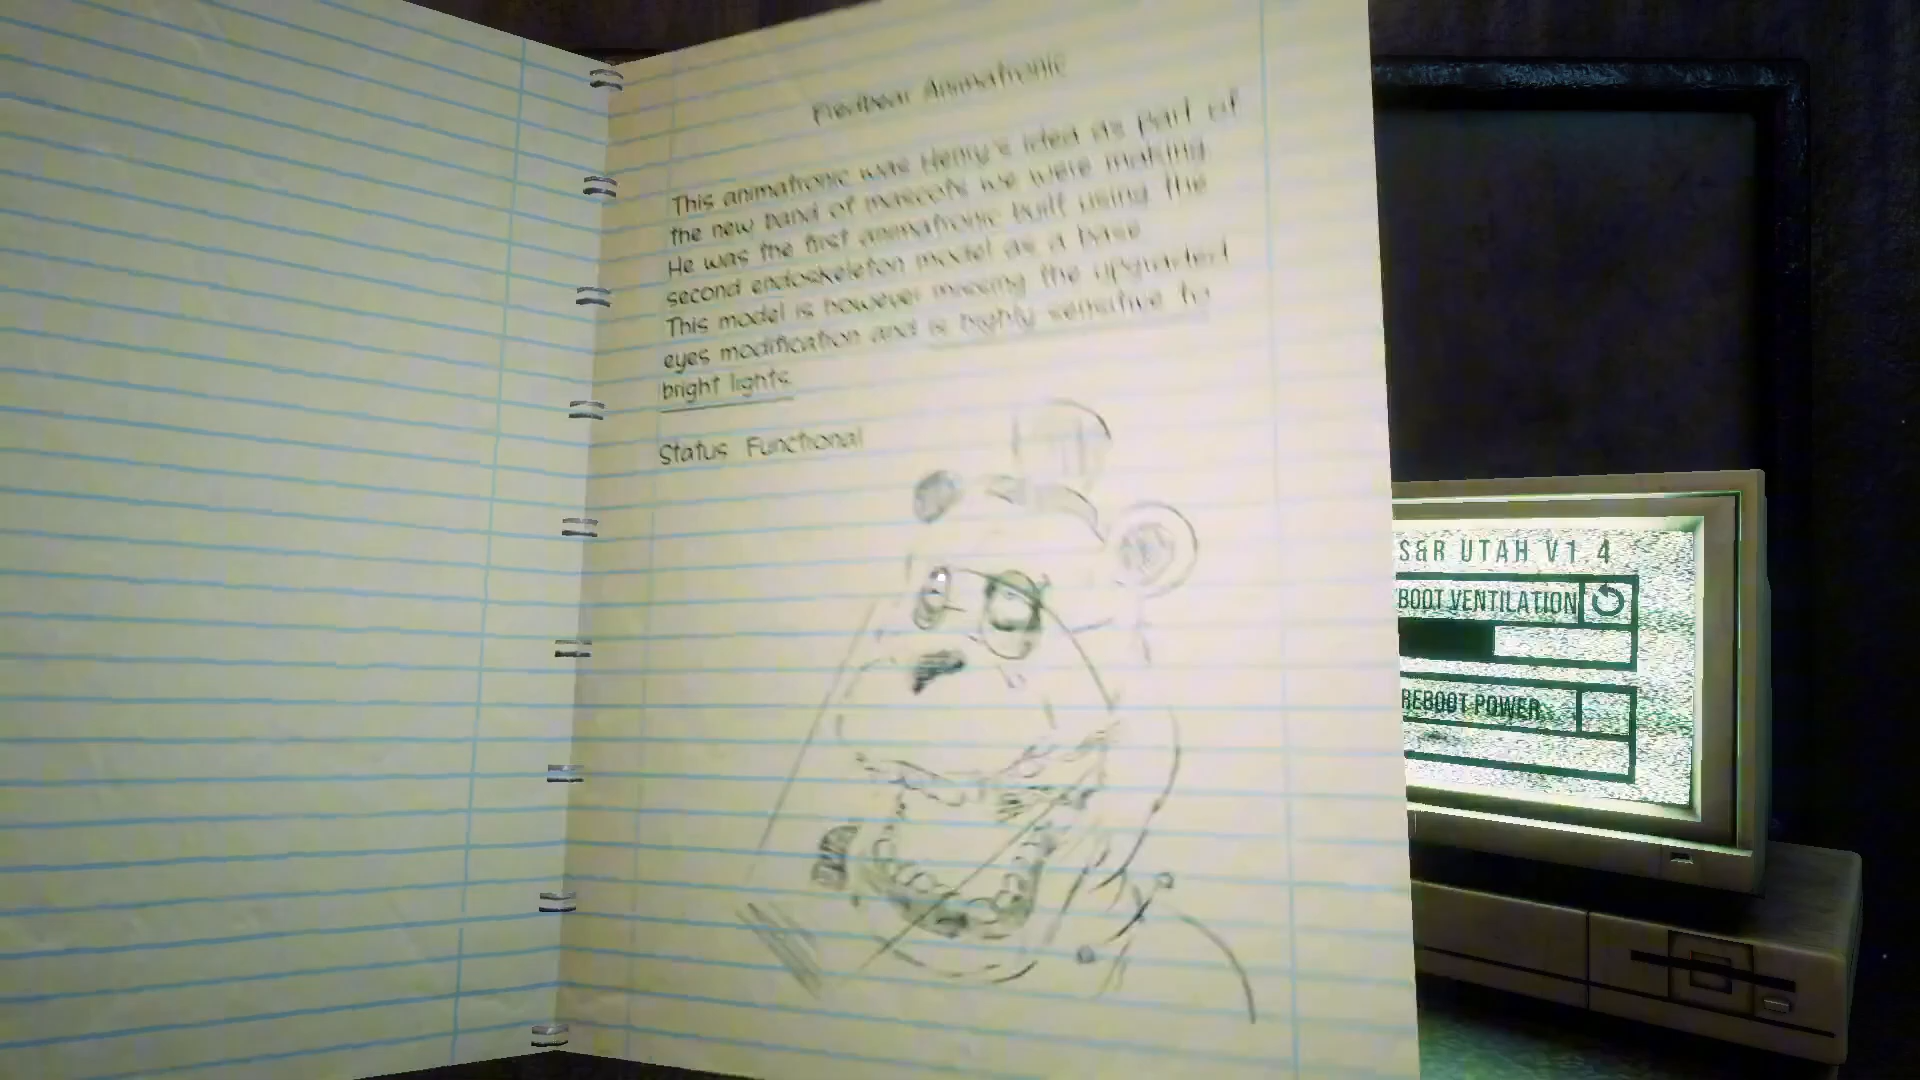 Fredbear Animatronic
This animatronic was Henry's idea as part of
the new band of mascots we were making
He was the first animatronic built using the
second endoskeleton model as a base
This model is however missing the upgraded
eyes modification and is highly sensitive to
bright lights
Status Functional
S&R UTAH V1.4
BOOT VENTILATION
REBOOT POWER